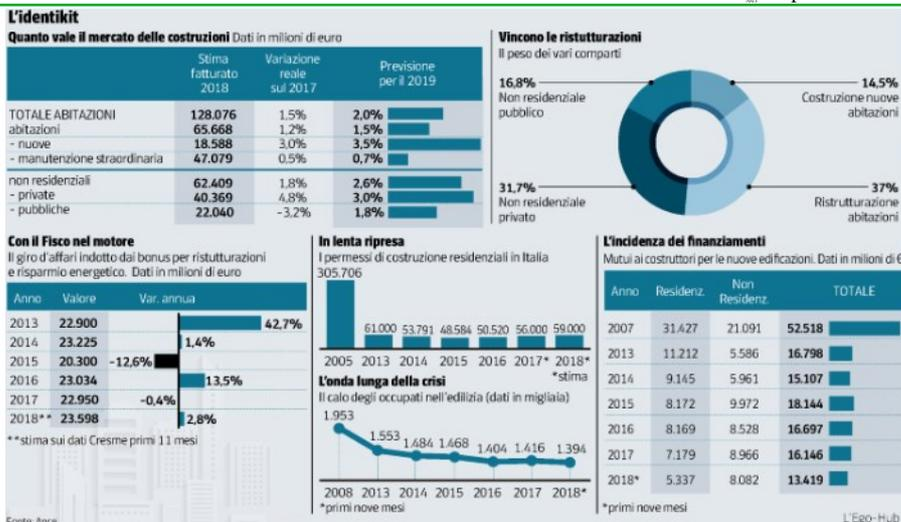 L'identikit
Quanto vale il mercato delle costruzioni Dati in milioni di euro
Stima fatturato 2018
Variazione reale sul 2017
Previsione per il 2019
TOTALE ABITAZIONI 128.076 1,5% 2,0%
abitazioni 65.668 1,2% 1,5%
- nuove 18.588 3,0% 3,5%
- manutenzione straordinaria 47.079 0,5% 0,7%
non residenziali 62.409 1,8% 2,6%
- private 40.369 4,8% 3,0%
- pubbliche 22.040 -3,2% 1,8%
Vincono le ristutturazioni
Il peso dei vari comparti
16,8%
Non residenziale
pubblico
14,5%
Costruzione nuove
abitazioni
31,7%
Non residenziale
privato
37%
Ristrutturazione
abitazioni
Con il Fisco nel motore
Il giro d'affari indotto dai bonus per ristutturazioni
e risparmio energetico. Dati in milioni di euro
Anno Valore Var. annua
2013 22.900 42,7%
2014 23.225 1,4%
2015 20.300 -12,6%
2016 23.034 13,5%
2017 22.950 -0,4%
2018** 23.598 2,8%
**stima sui dati Cresme primi 11 mesi
In lenta ripresa
I permessi di costruzione residenziali in Italia
305.706
61.000 53.791 48.584 50.520 56.000 59.000
2005 2013 2014 2015 2016 2017* 2018*
*stima
L'onda lunga della crisi
Il calo degli occupati nell'edilizia (dati in migliaia)
1.953 1.553 1.484 1.468 1.404 1.416 1.394
2008 2013 2014 2015 2016 2017 2018*
*primi nove mesi
L'incidenza dei finanziamenti
Mutui ai costruttori per le nuove edificazioni. Dati in milioni di €
Anno Residenz. Non Residenz. TOTALE
2007 31.427 21.091 52.518
2013 11.212 5.586 16.798
2014 9.145 5.961 15.107
2015 8.172 9.972 18.144
2016 8.169 8.528 16.697
2017 7.179 8.966 16.146
2018* 5.337 8.082 13.419
*primi nove mesi
Fonte: Ance
L'Ego-Hub